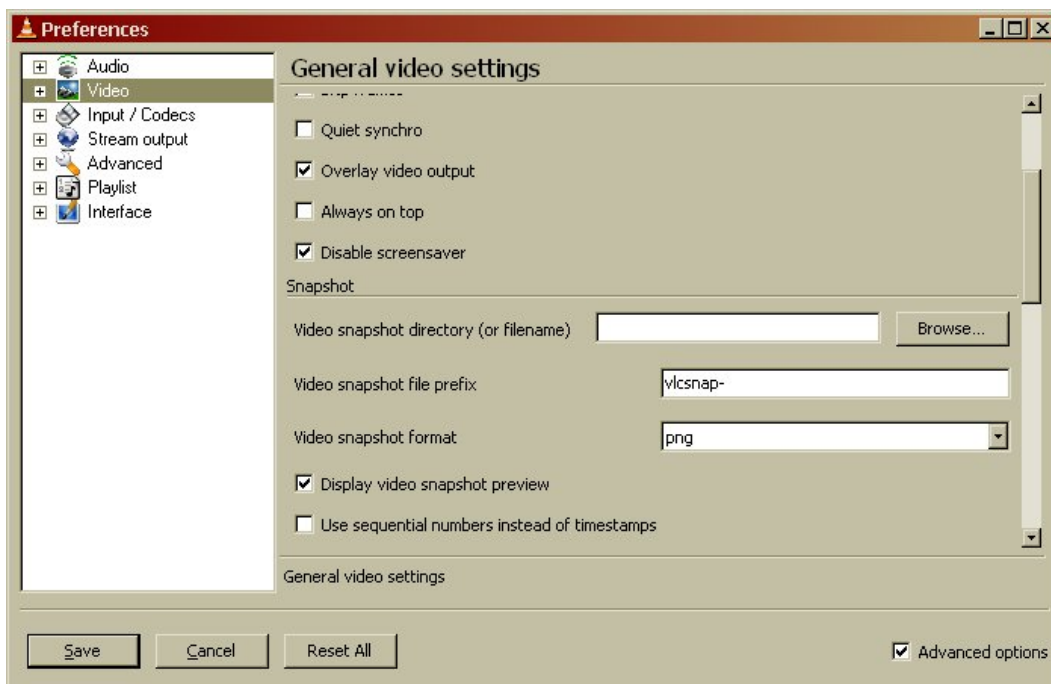 Preferences
Audio
Video
Input / Codecs
Stream output
Advanced
Playlist
Interface
General video settings
Quiet synchro
Overlay video output
Always on top
Disable screensaver
Snapshot
Video snapshot directory (or filename)
Browse...
Video snapshot file prefix
vlcsnap-
Video snapshot format
png
Display video snapshot preview
Use sequential numbers instead of timestamps
General video settings
Save
Cancel
Reset All
Advanced options